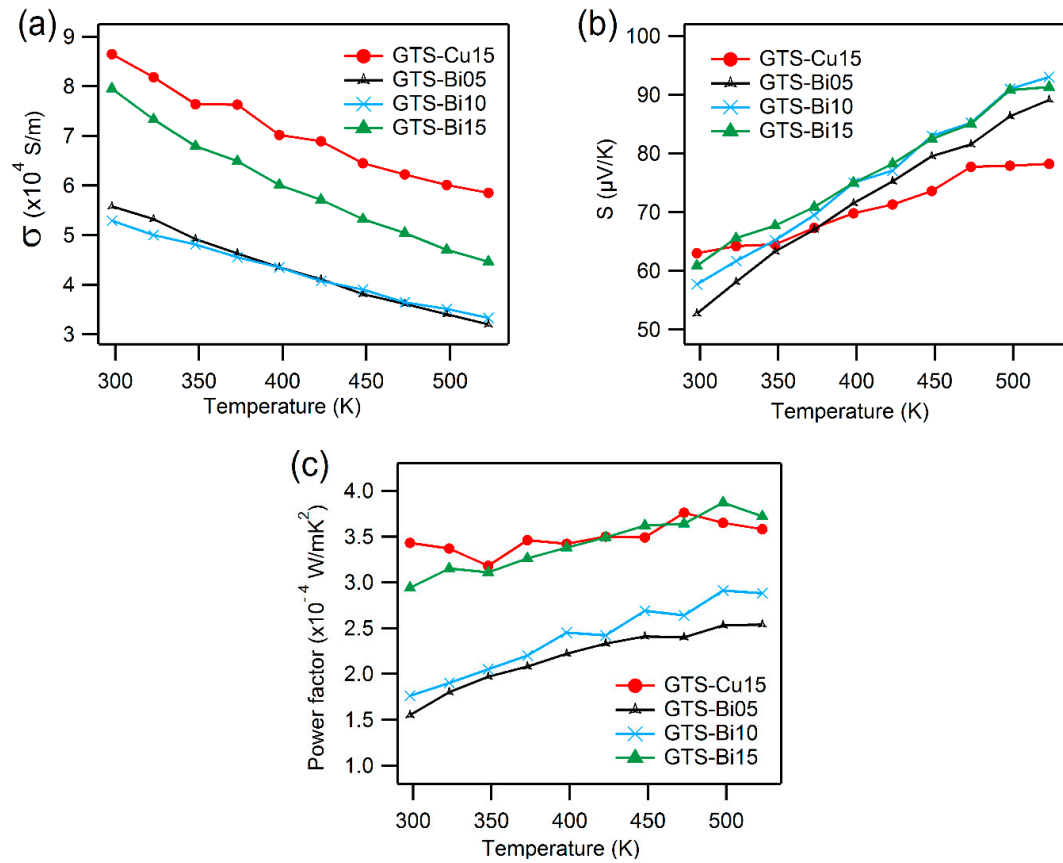 (a)
σ (x10⁴ S/m)
9
8
7
6
5
4
3
GTS-Cu15
GTS-Bi05
GTS-Bi10
GTS-Bi15
300 350 400 450 500
Temperature (K)
(b)
S (µV/K)
100
90
80
70
60
50
GTS-Cu15
GTS-Bi05
GTS-Bi10
GTS-Bi15
300 350 400 450 500
Temperature (K)
(c)
Power factor (x10⁻⁴ W/mK²)
4.0
3.5
3.0
2.5
2.0
1.5
1.0
GTS-Cu15
GTS-Bi05
GTS-Bi10
GTS-Bi15
300 350 400 450 500
Temperature (K)